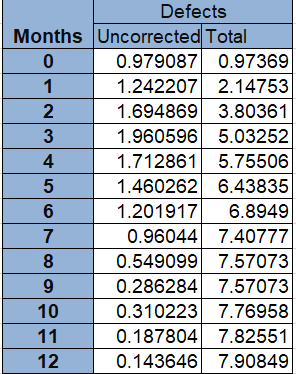 Defects
Months Uncorrected Total
0 0.979087 0.97369
1 1.242207 2.14753
2 1.694869 3.80361
3 1.960596 5.03252
4 1.712861 5.75506
5 1.460262 6.43835
6 1.201917 6.8949
7 0.96044 7.40777
8 0.549099 7.57073
9 0.286284 7.57073
10 0.310223 7.76958
11 0.187804 7.82551
12 0.143646 7.90849